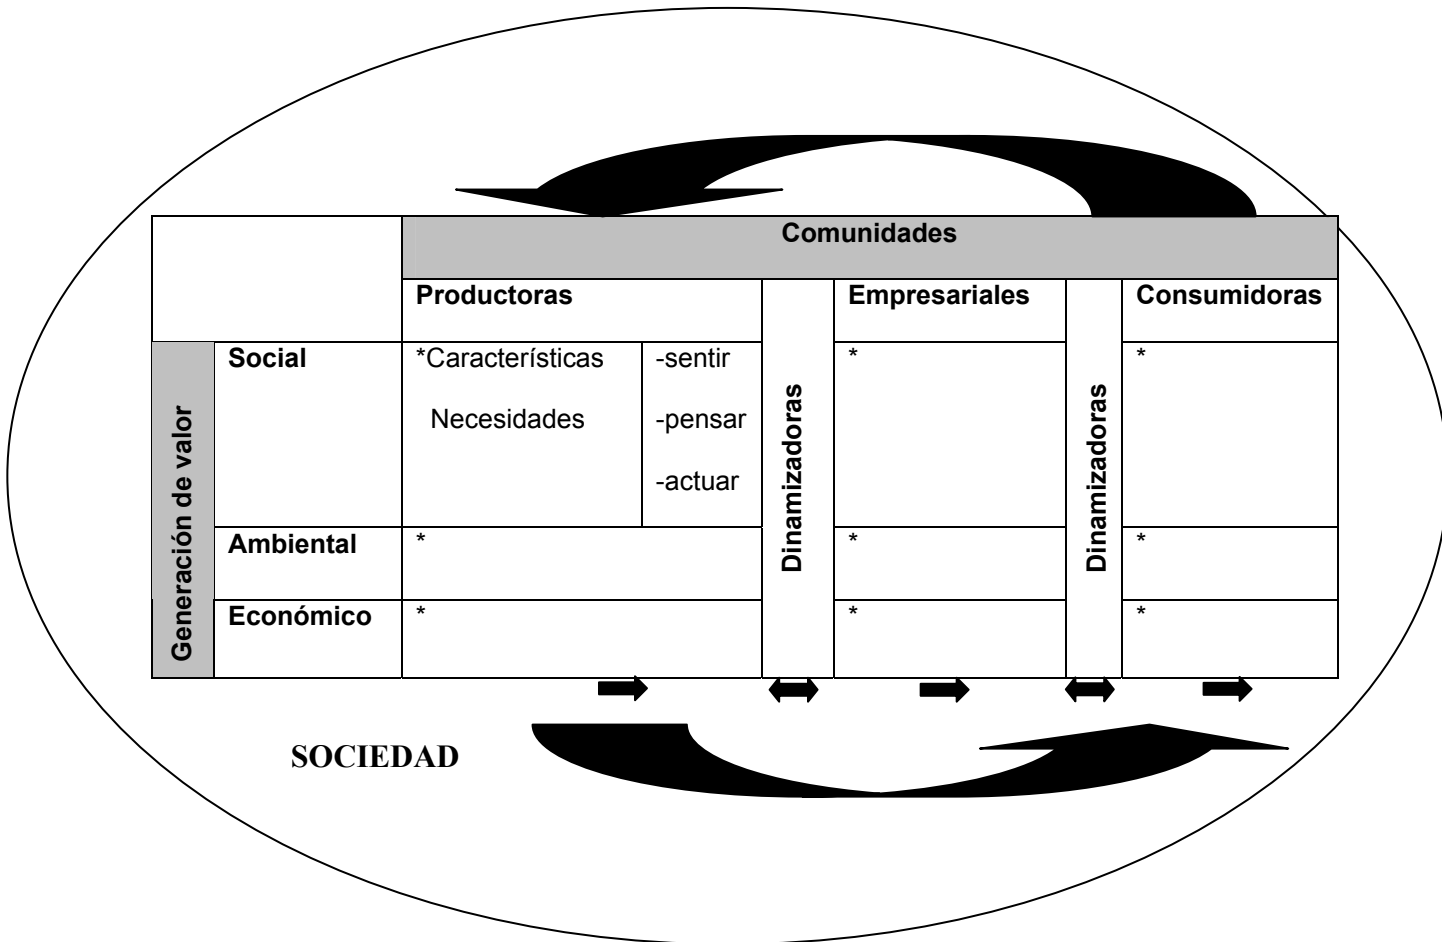 Comunidades
Productoras
Empresariales
Consumidoras
Dinamizadoras
Dinamizadoras
Generación de valor
Social
*Características
Necesidades
-sentir
-pensar
-actuar
*
*
Ambiental
*
*
*
Económico
*
*
*
SOCIEDAD